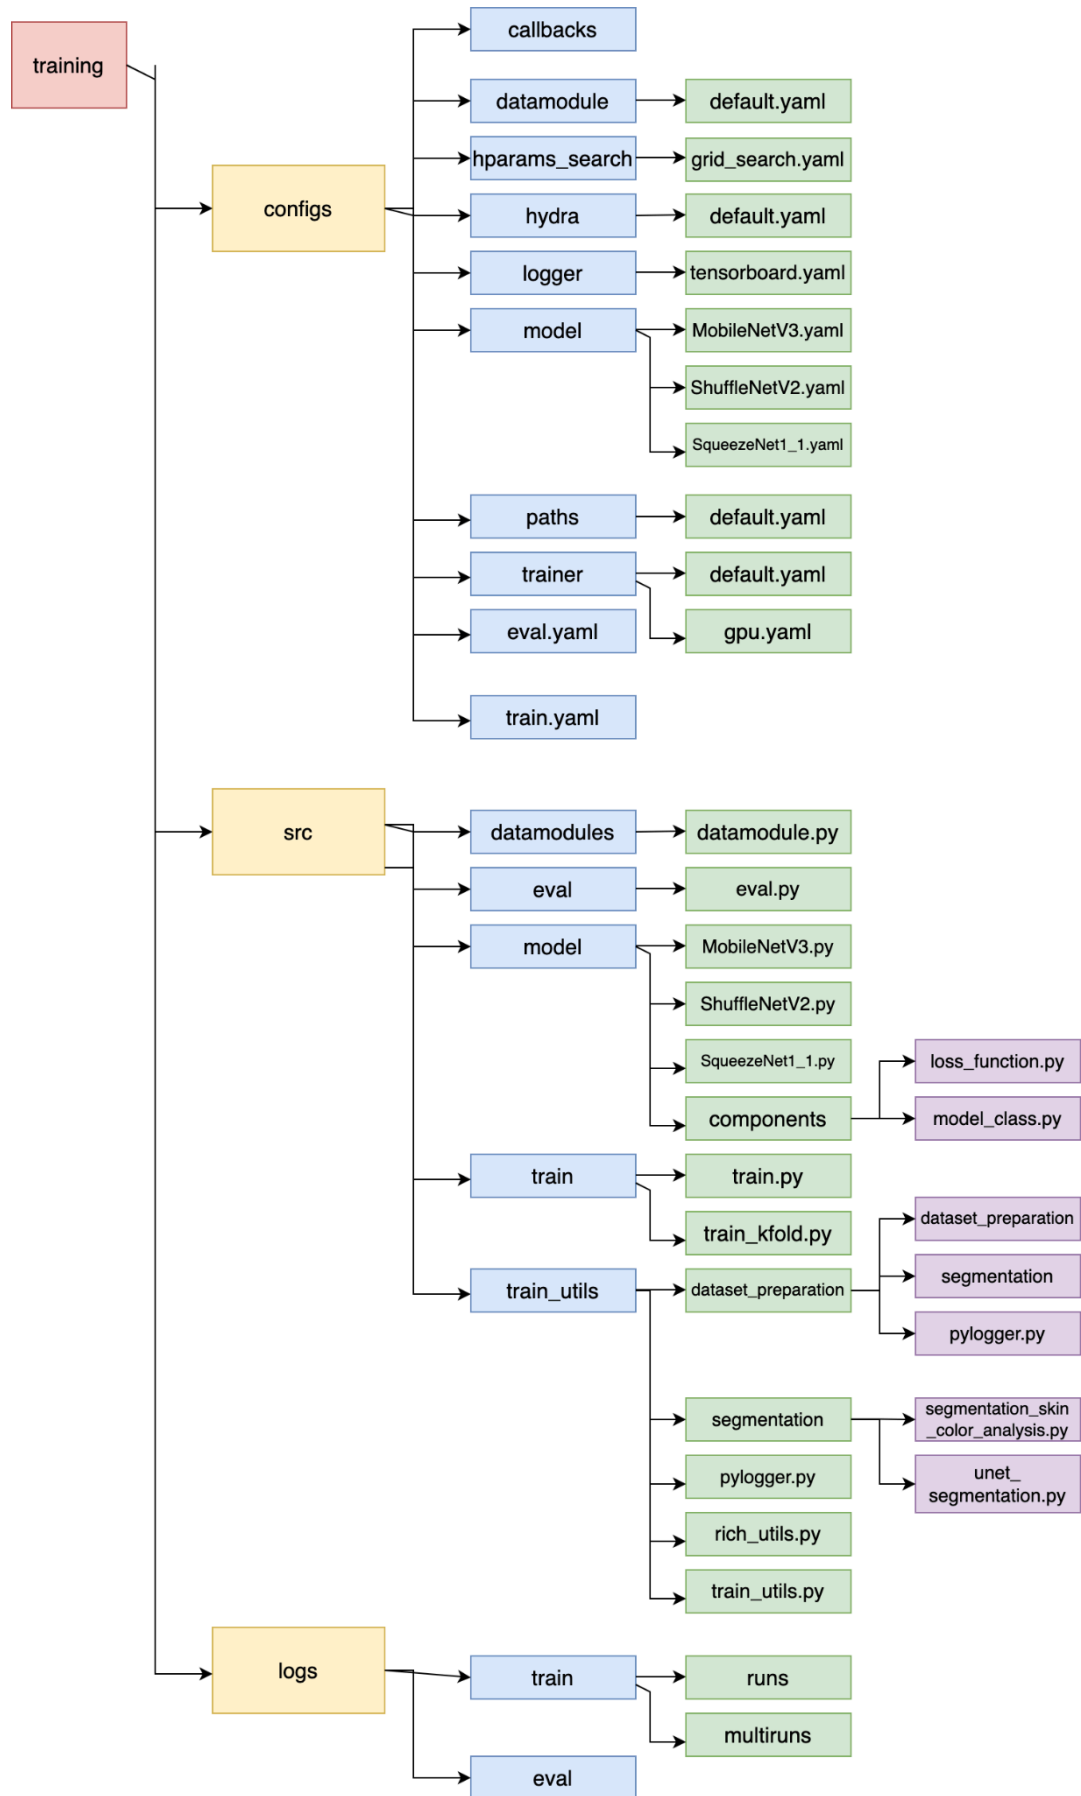 training
configs
callbacks
datamodule
default.yaml
hparams_search
grid_search.yaml
hydra
default.yaml
logger
tensorboard.yaml
model
MobileNetV3.yaml
ShuffleNetV2.yaml
SqueezeNet1_1.yaml
paths
default.yaml
trainer
default.yaml
gpu.yaml
eval.yaml
train.yaml
src
datamodules
datamodule.py
eval
eval.py
model
MobileNetV3.py
ShuffleNetV2.py
SqueezeNet1_1.py
components
loss_function.py
model_class.py
train
train.py
train_kfold.py
train_utils
dataset_preparation
dataset_preparation
segmentation
pylogger.py
segmentation
segmentation_skin
_color_analysis.py
unet_
segmentation.py
pylogger.py
rich_utils.py
train_utils.py
logs
train
runs
multiruns
eval